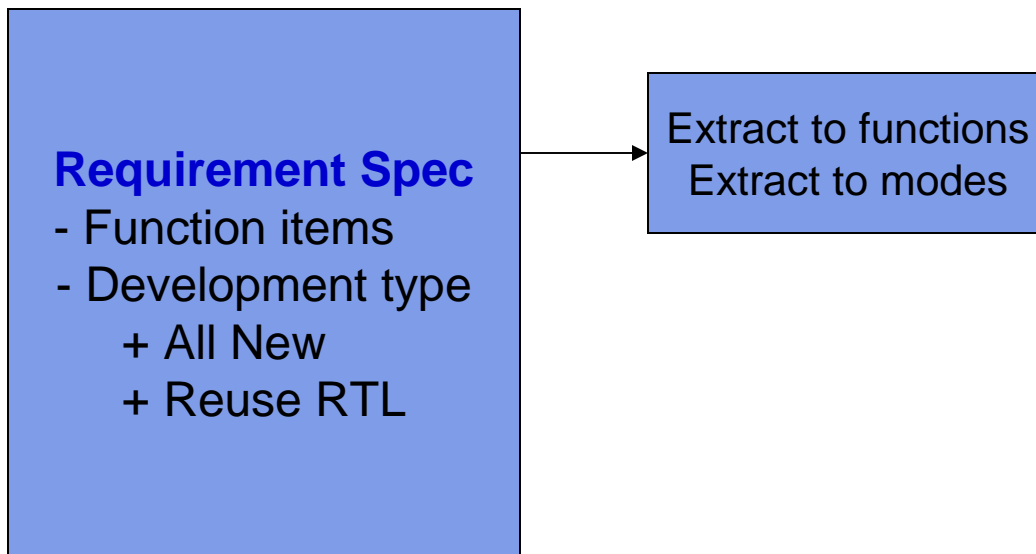 Requirement Spec
- Function items
- Development type
+ All New
+ Reuse RTL
Extract to functions
Extract to modes